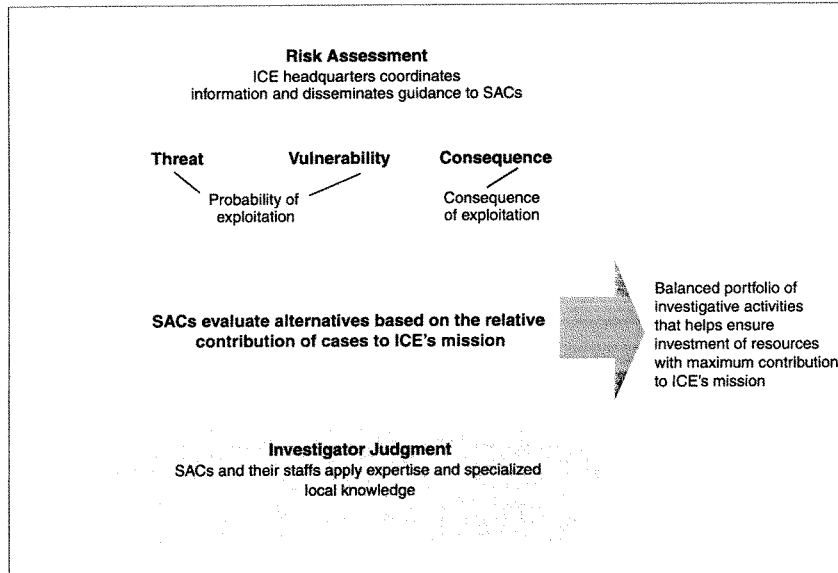 Risk Assessment
ICE headquarters coordinates
information and disseminates guidance to SACs
Threat Vulnerability Consequence
Probability of
exploitation
Consequence
of exploitation
SACs evaluate alternatives based on the relative
contribution of cases to ICE's mission
Balanced portfolio of
investigative activities
that helps ensure
investment of resources
with maximum contribution
to ICE's mission
Investigator Judgment
SACs and their staffs apply expertise and specialized
local knowledge